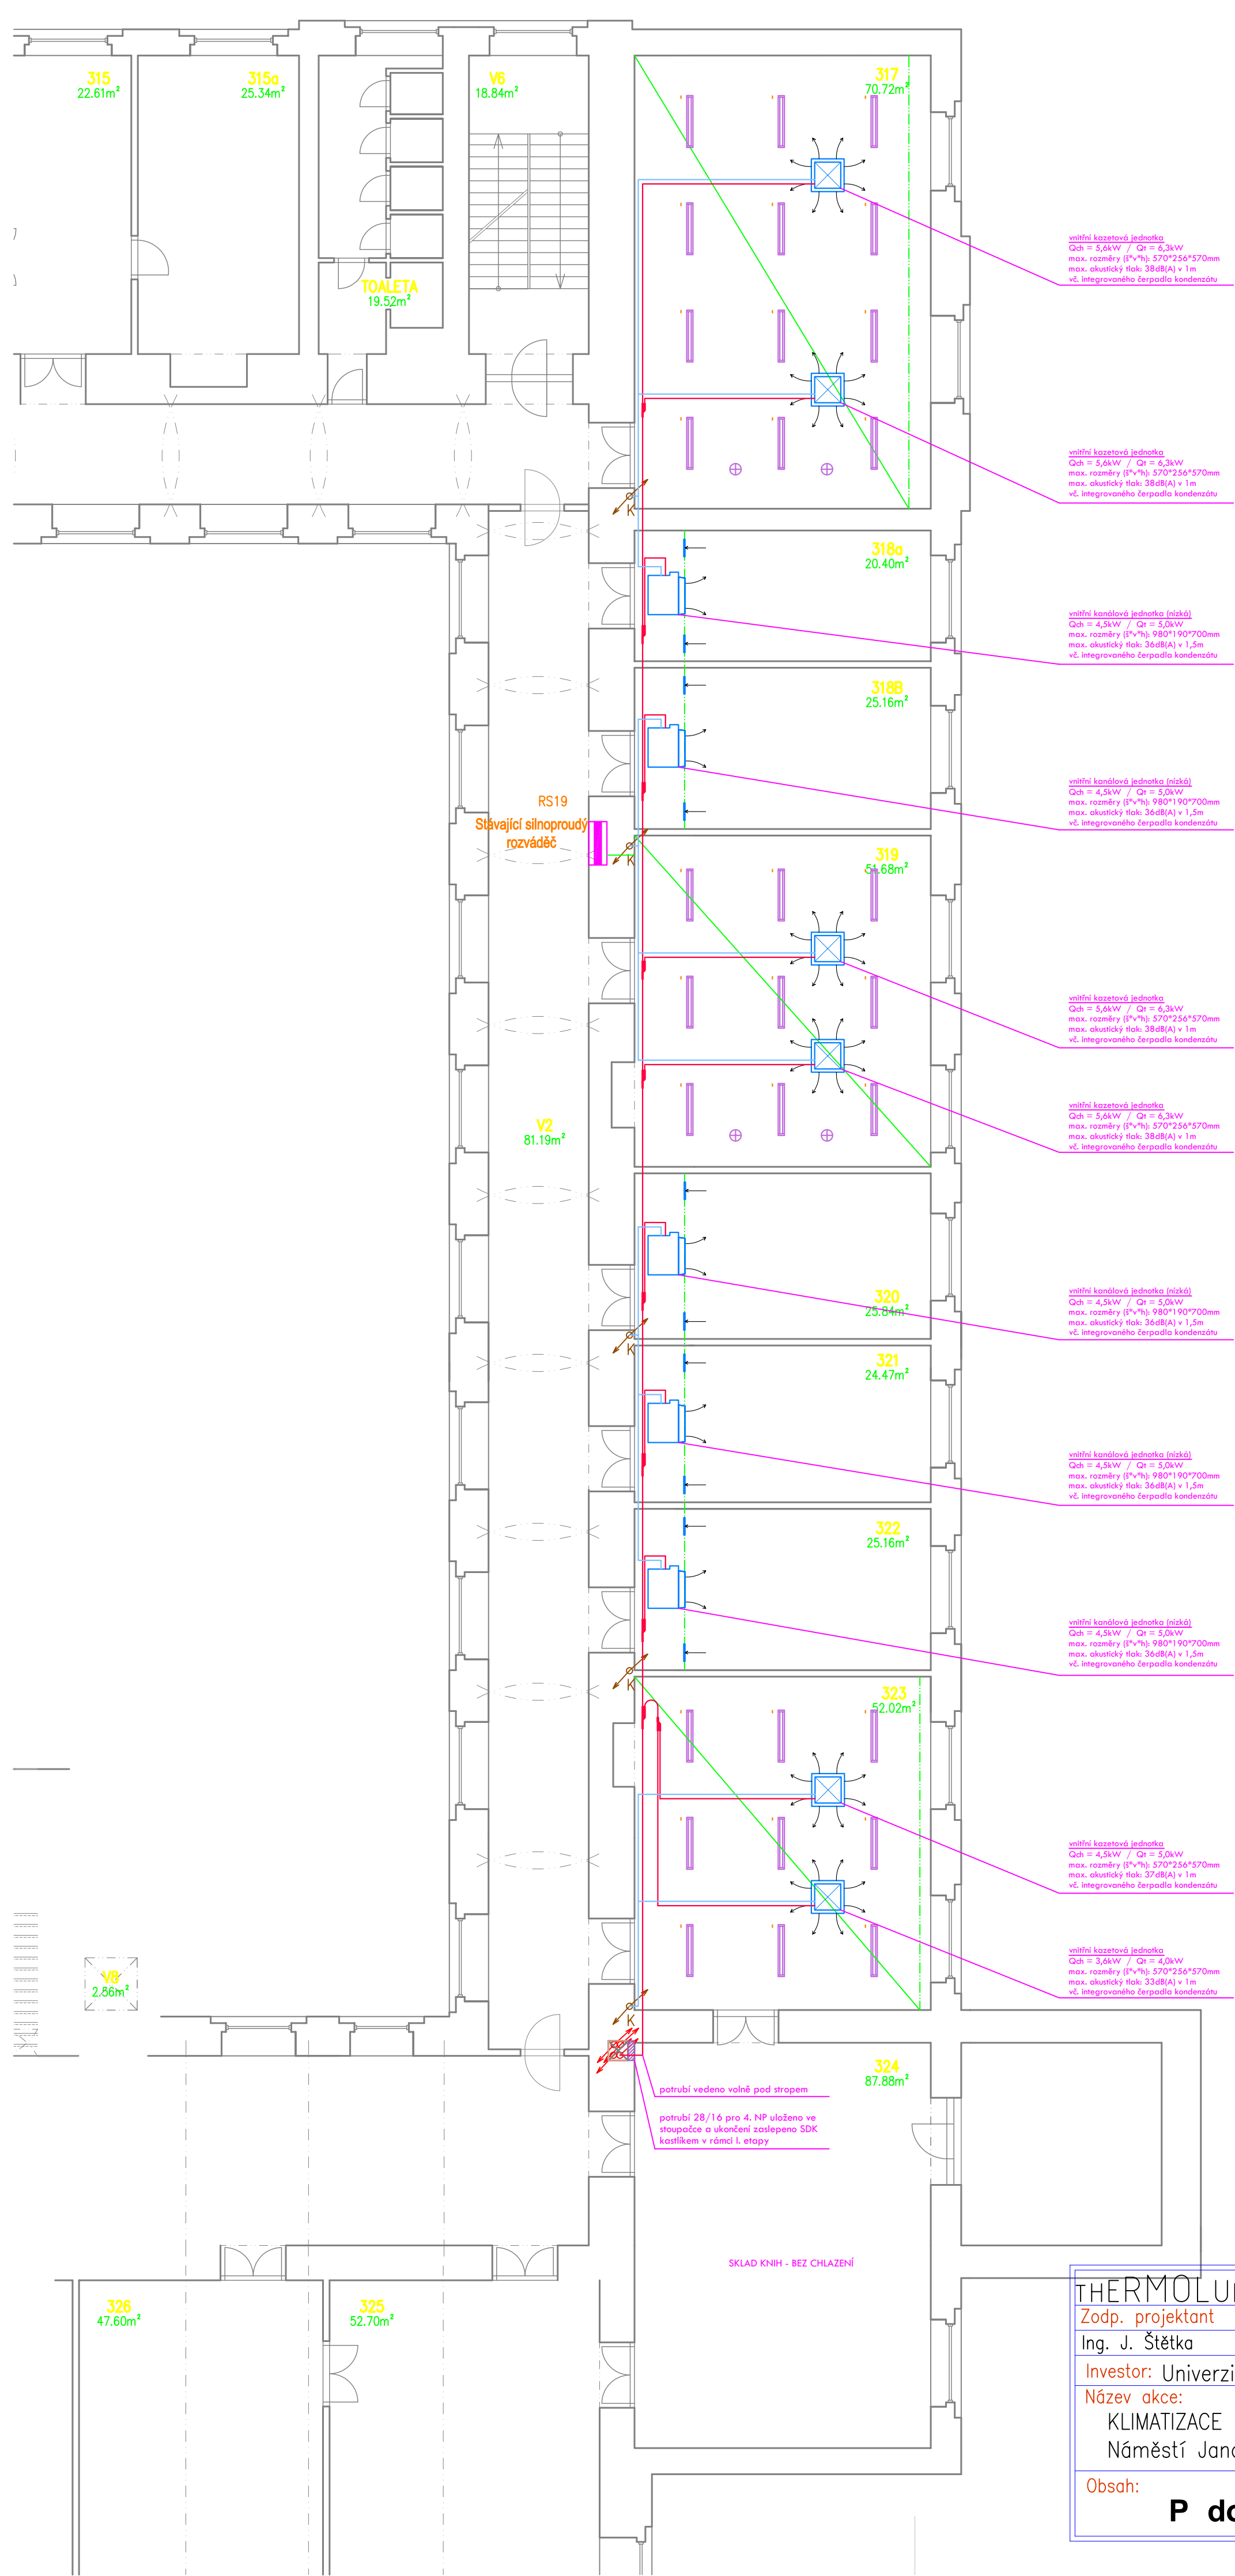 315
22.61m²
315a
25.34m²
V6
18.84m²
317
70.72m²
TOALETA
19.52m²
vnitřní kazetová jednotka
Qch = 5,6kW / Qt = 6,3kW
max. rozměry (š*v*h): 570*256*570mm
max. akustický tlak: 38dB(A) v 1m
vč. integrovaného čerpadla kondenzátu
vnitřní kazetová jednotka
Qch = 5,6kW / Qt = 6,3kW
max. rozměry (š*v*h): 570*256*570mm
max. akustický tlak: 38dB(A) v 1m
vč. integrovaného čerpadla kondenzátu
K
318a
20.40m²
vnitřní kanálová jednotka (nízká)
Qch = 4,5kW / Qt = 5,0kW
max. rozměry (š*v*h): 980*190*700mm
max. akustický tlak: 36dB(A) v 1,5m
vč. integrovaného čerpadla kondenzátu
318B
25.16m²
vnitřní kanálová jednotka (nízká)
Qch = 4,5kW / Qt = 5,0kW
max. rozměry (š*v*h): 980*190*700mm
max. akustický tlak: 36dB(A) v 1,5m
vč. integrovaného čerpadla kondenzátu
RS19
Stávající silnoproudý
rozváděč
K
319
51.68m²
vnitřní kazetová jednotka
Qch = 5,6kW / Qt = 6,3kW
max. rozměry (š*v*h): 570*256*570mm
max. akustický tlak: 38dB(A) v 1m
vč. integrovaného čerpadla kondenzátu
V2
81.19m²
vnitřní kazetová jednotka
Qch = 5,6kW / Qt = 6,3kW
max. rozměry (š*v*h): 570*256*570mm
max. akustický tlak: 38dB(A) v 1m
vč. integrovaného čerpadla kondenzátu
320
25.84m²
vnitřní kanálová jednotka (nízká)
Qch = 4,5kW / Qt = 5,0kW
max. rozměry (š*v*h): 980*190*700mm
max. akustický tlak: 36dB(A) v 1,5m
vč. integrovaného čerpadla kondenzátu
K
321
24.47m²
vnitřní kanálová jednotka (nízká)
Qch = 4,5kW / Qt = 5,0kW
max. rozměry (š*v*h): 980*190*700mm
max. akustický tlak: 36dB(A) v 1,5m
vč. integrovaného čerpadla kondenzátu
322
25.16m²
vnitřní kanálová jednotka (nízká)
Qch = 4,5kW / Qt = 5,0kW
max. rozměry (š*v*h): 980*190*700mm
max. akustický tlak: 36dB(A) v 1,5m
vč. integrovaného čerpadla kondenzátu
K
323
52.02m²
vnitřní kazetová jednotka
Qch = 4,5kW / Qt = 5,0kW
max. rozměry (š*v*h): 570*256*570mm
max. akustický tlak: 37dB(A) v 1m
vč. integrovaného čerpadla kondenzátu
vnitřní kazetová jednotka
Qch = 3,6kW / Qt = 4,0kW
max. rozměry (š*v*h): 570*256*570mm
max. akustický tlak: 33dB(A) v 1m
vč. integrovaného čerpadla kondenzátu
V8
2.56m²
K
324
87.88m²
potrubí vedeno volně pod stropem
potrubí 28/16 pro 4. NP uloženo ve
stoupačce a ukončení zaslepeno SDK
kastlíkem v rámci I. etapy
SKLAD KNIH - BEZ CHLAZENÍ
326
47.60m²
325
52.70m²
Zodp. projektant
Ing. J. Štětka
Investor:
Název akce:
KLIMATIZACE
Náměstí
Obsah: